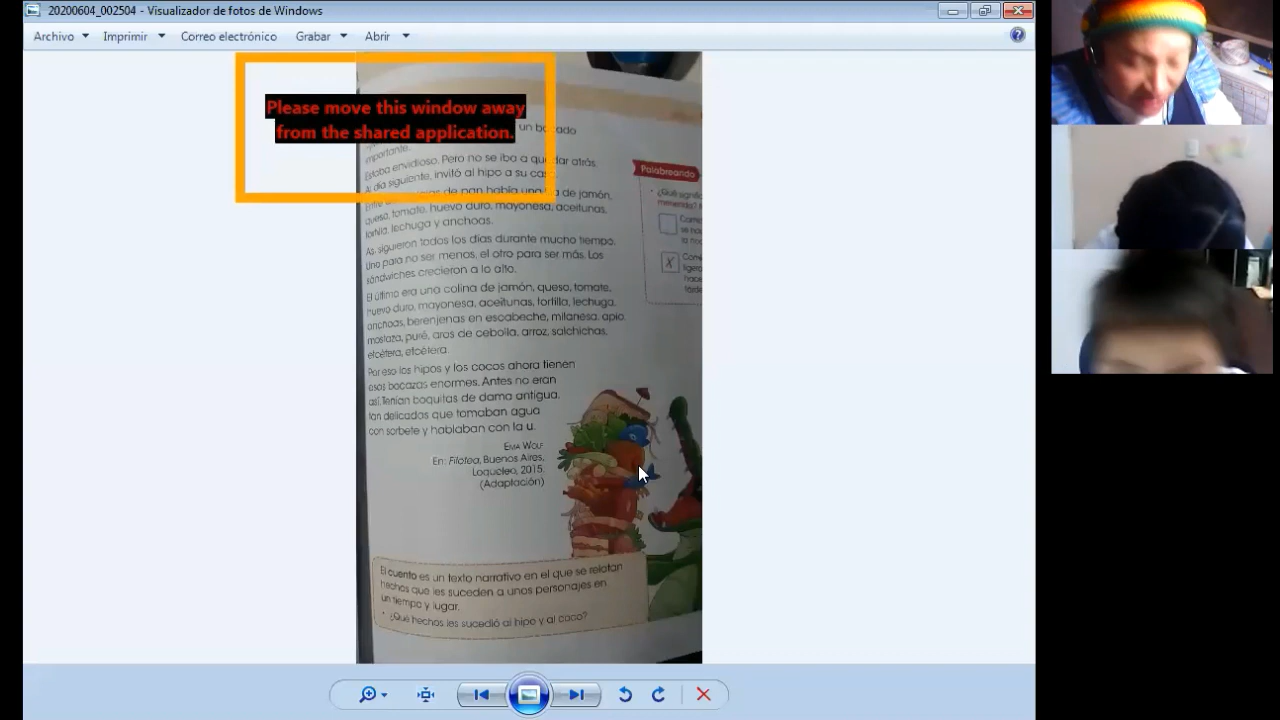 20200604_002504 - Visualizador de fotos de Windows
Archivo Imprimir Correo electrónico Grabar Abrir
Please move this window away
from the shared application.
un bocado
importante.
Estaba envidioso. Pero no se iba a quedar atrás.
Al día siguiente, invitó al hipo a su casa.
de pan había una de jamón,
queso, tomate, huevo duro, mayonesa, aceitunas,
tortilla, lechuga y anchoas.
Así siguieron todos los días durante mucho tiempo.
Uno para no ser menos, el otro para ser más. Los
sándwiches crecieron a lo alto.
El último era una colina de jamón, queso, tomate,
huevo duro, mayonesa, aceitunas, tortilla, lechuga,
anchoas, berenjenas en escabeche, milanesa, apio,
mostaza, puré, aros de cebolla, arroz, salchichas,
etcétera, etcétera.
Por eso los hipos y los cocos ahora tienen
esas bocazas enormes. Antes no eran
así. Tenían boquitas de dama antigua,
tan delicadas que tomaban agua
con sorbete y hablaban con la u.
EMA WOLF
En: Filotea, Buenos Aires,
Loqueleo, 2015.
(Adaptación)
Palabreando
• ¿Qué signifi
merienda?
X
El cuento es un texto narrativo en el que se relatan
hechos que les suceden a unos personajes en
un tiempo y lugar.
• ¿Qué hechos les sucedió al hipo y al coco?